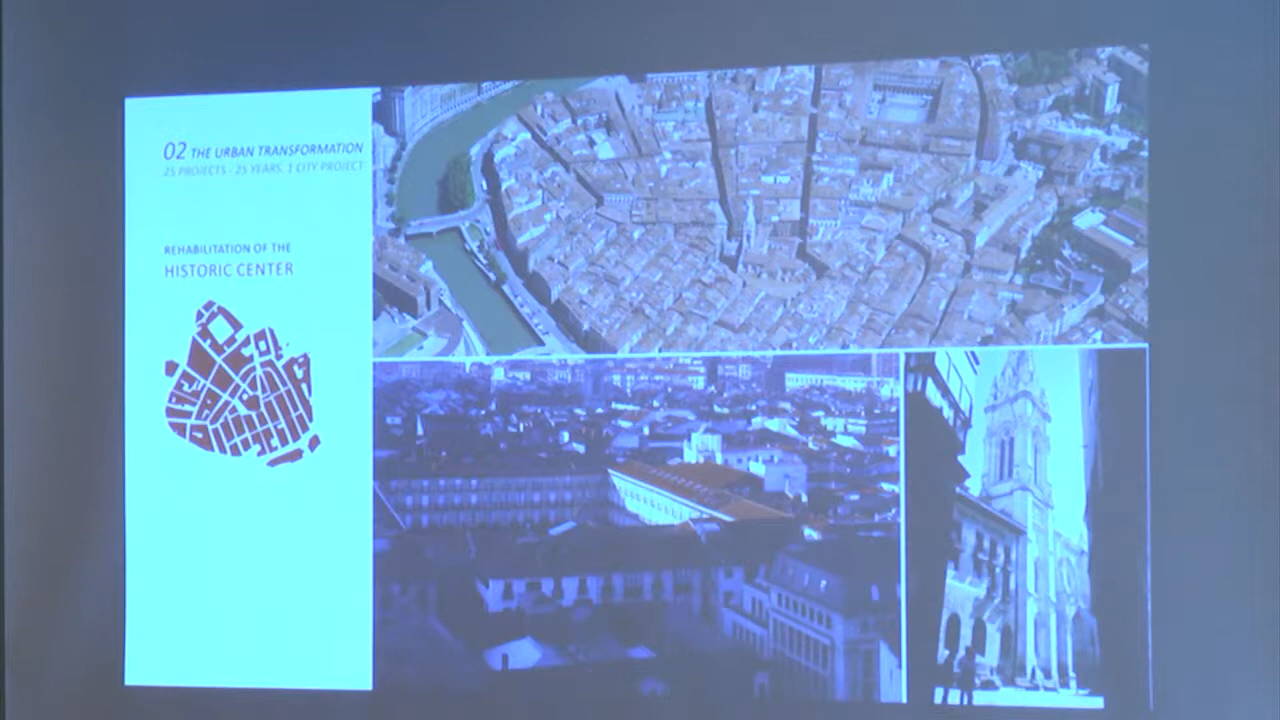 02 THE URBAN TRANSFORMATION
25 PROJECTS - 25 YEARS. 1 CITY PROJECT
REHABILITATION OF THE
HISTORIC CENTER